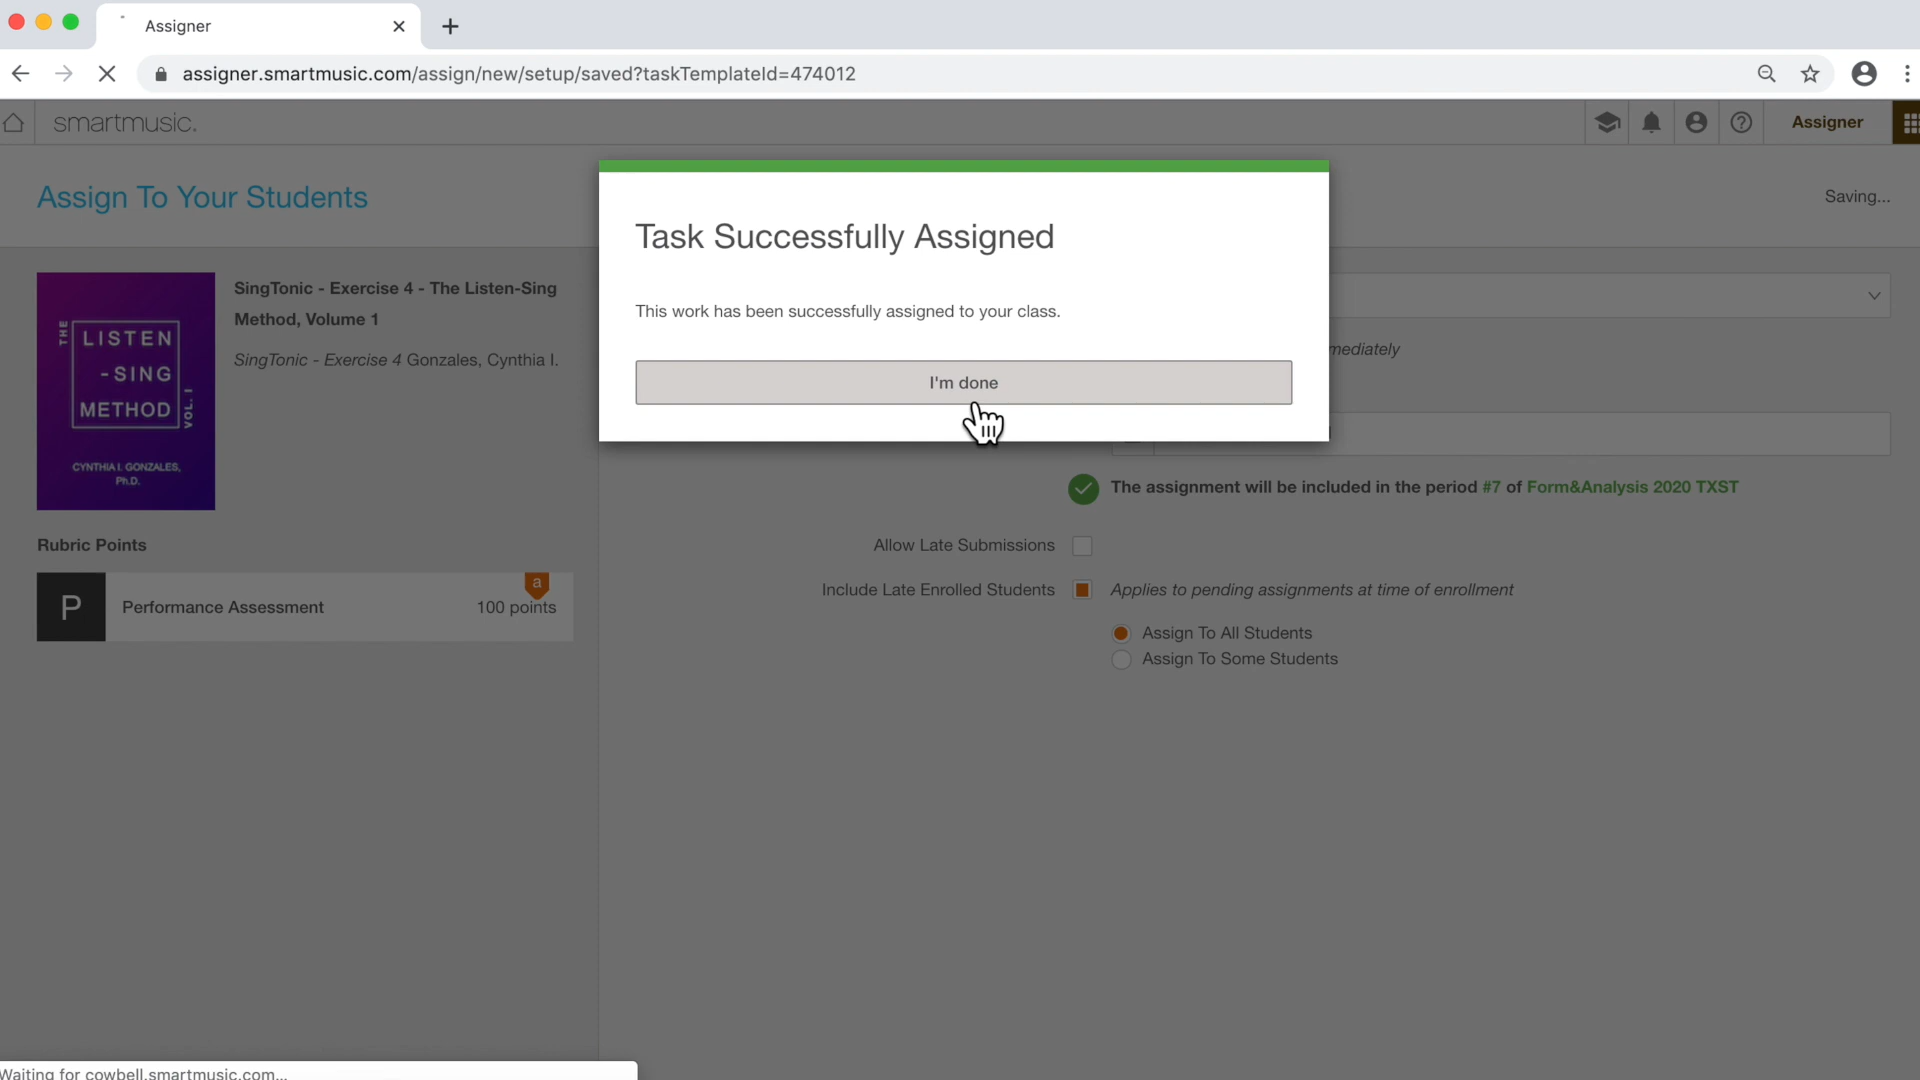 Assigner
assigner.smartmusic.com/assign/new/setup/saved?taskTemplateId=474012
smartmusic.
Assigner
Assign To Your Students
Saving...
Task Successfully Assigned
This work has been successfully assigned to your class.
I'm done
THE
LISTEN
-SING
METHOD
VOL. I
CYNTHIA I. GONZALES,
Ph.D.
SingTonic - Exercise 4 - The Listen-Sing
Method, Volume 1
SingTonic - Exercise 4 Gonzales, Cynthia I.
mediately
The assignment will be included in the period #7 of Form&Analysis 2020 TXST
Rubric Points
P
Performance Assessment
a
100 points
Allow Late Submissions
Include Late Enrolled Students
Applies to pending assignments at time of enrollment
Assign To All Students
Assign To Some Students
Waiting for cowbell.smartmusic.com...